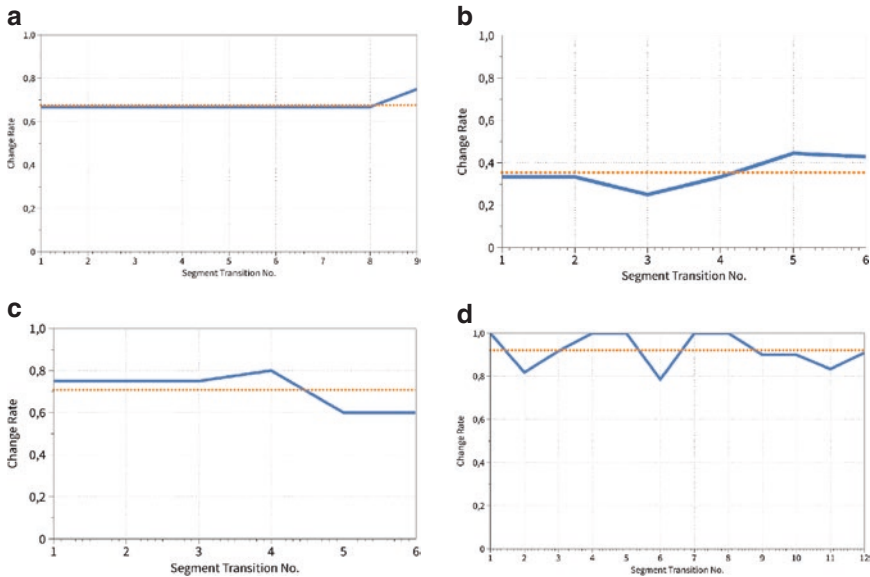 a
1,0
0,8
0,6
0,4
0,2
0
Change Rate
1 2 3 4 5 6 7 8 9
Segment Transition No.
b
1,0
0,8
0,6
0,4
0,2
0
Change Rate
1 2 3 4 5 6
Segment Transition No.
c
1,0
0,8
0,6
0,4
0,2
0
Change Rate
1 2 3 4 5 6
Segment Transition No.
d
1,0
0,8
0,6
0,4
0,2
0
Change Rate
1 2 3 4 5 6 7 8 9 10 11 12
Segment Transition No.